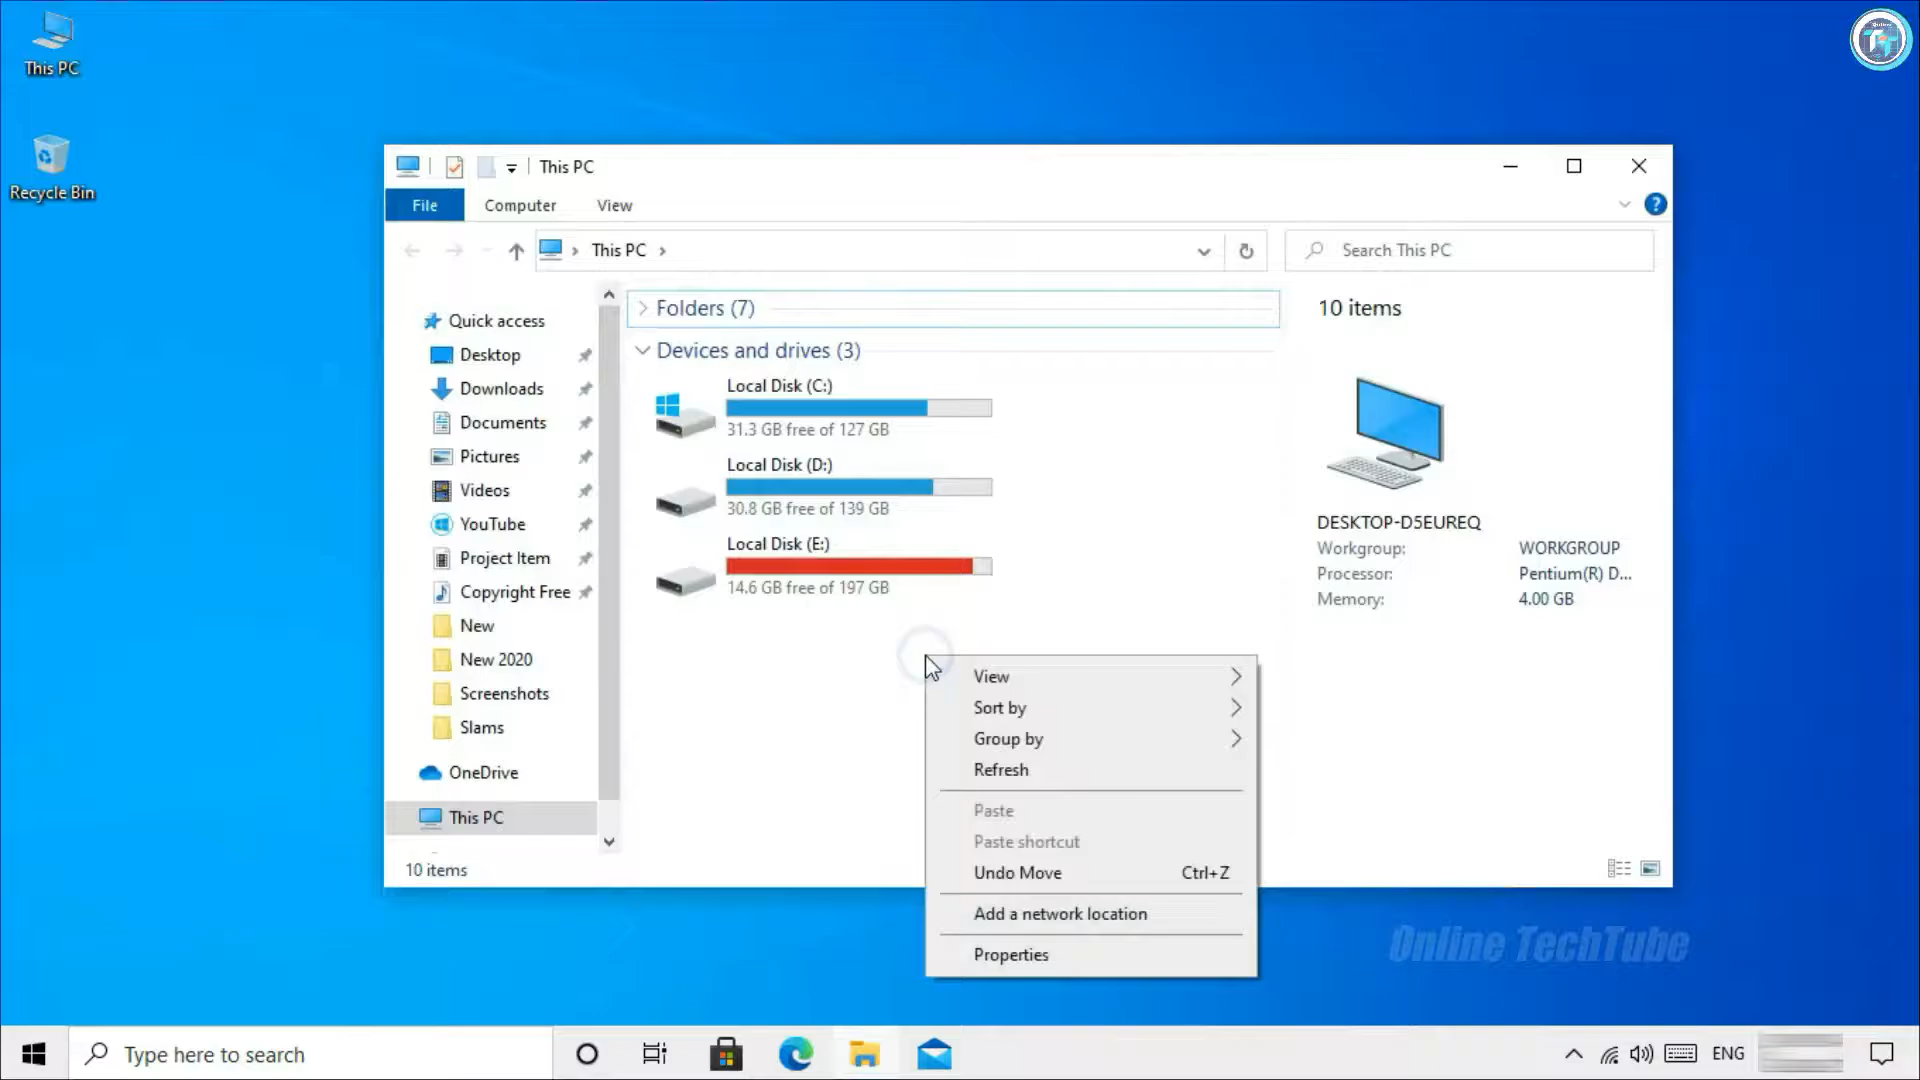 This PC
Recycle Bin
This PC
File
Computer
View
This PC
Search This PC
Quick access
Desktop
Downloads
Documents
Pictures
Videos
YouTube
Project Item
Copyright Free
New
New 2020
Screenshots
Slams
OneDrive
This PC
10 items
Folders (7)
Devices and drives (3)
Local Disk (C:)
31.3 GB free of 127 GB
Local Disk (D:)
30.8 GB free of 139 GB
Local Disk (E:)
14.6 GB free of 197 GB
10 items
DESKTOP-D5EUREQ
Workgroup: WORKGROUP
Processor: Pentium(R) D...
Memory: 4.00 GB
View
Sort by
Group by
Refresh
Paste
Paste shortcut
Undo Move Ctrl+Z
Add a network location
Properties
Online TechTube
Type here to search
ENG